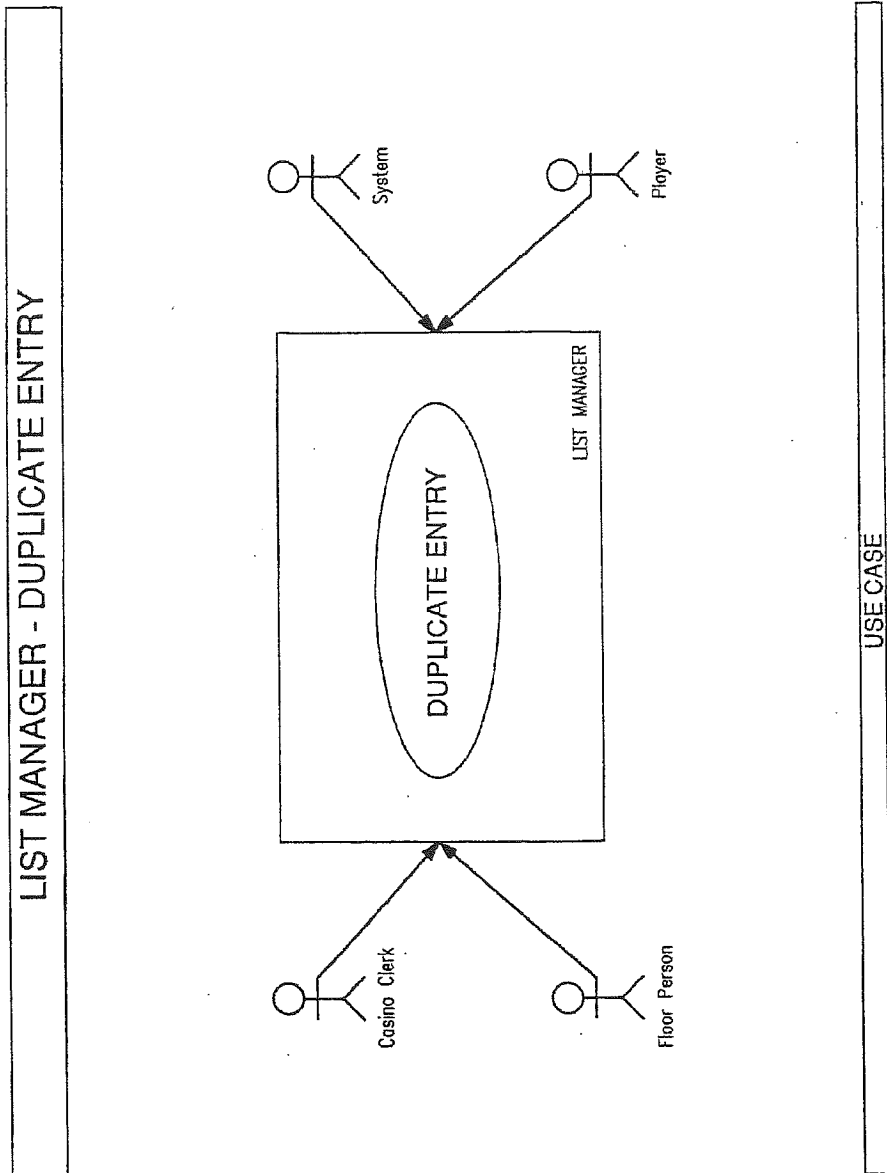 LIST MANAGER - DUPLICATE ENTRY
Casino Clerk
System
DUPLICATE ENTRY
Floor Person
LIST MANAGER
Player
USE CASE